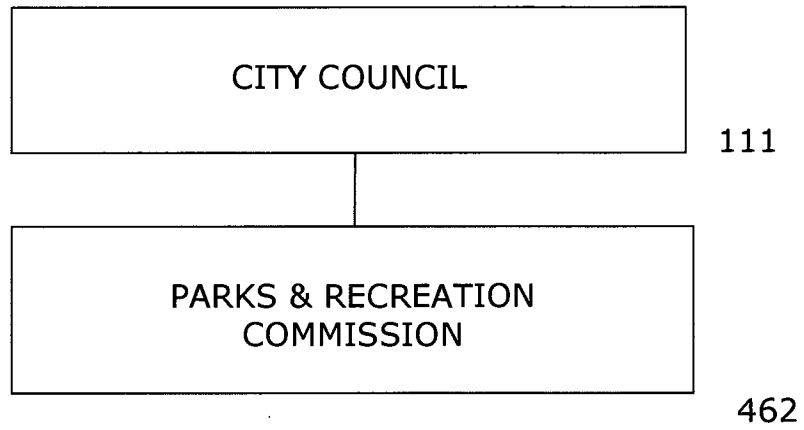 CITY COUNCIL
111
PARKS & RECREATION
COMMISSION
462